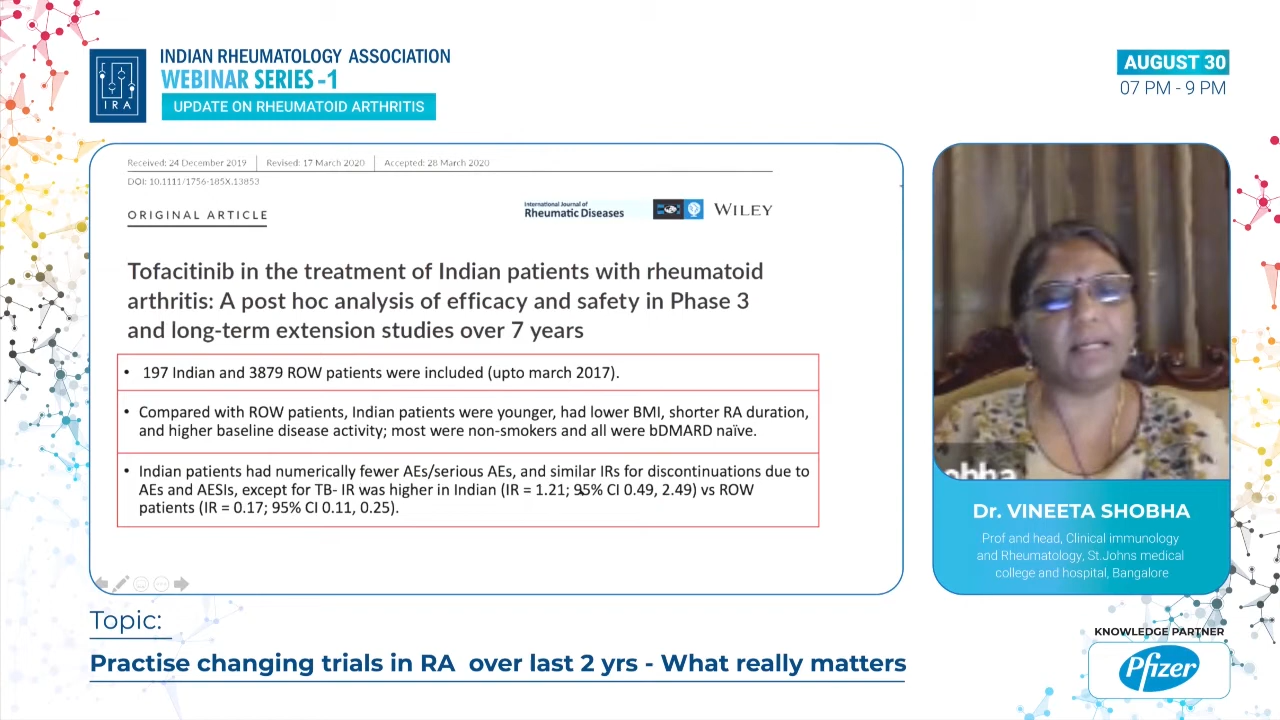 INDIAN RHEUMATOLOGY ASSOCIATION
WEBINAR SERIES -1
UPDATE ON RHEUMATOID ARTHRITIS
IRA
AUGUST 30
07 PM - 9 PM
Received: 24 December 2019 | Revised: 17 March 2020 | Accepted: 28 March 2020
DOI: 10.1111/1756-185X.13853
ORIGINAL ARTICLE
International Journal of
Rheumatic Diseases
WILEY
Tofacitinib in the treatment of Indian patients with rheumatoid
arthritis: A post hoc analysis of efficacy and safety in Phase 3
and long-term extension studies over 7 years
• 197 Indian and 3879 ROW patients were included (upto march 2017).
• Compared with ROW patients, Indian patients were younger, had lower BMI, shorter RA duration,
and higher baseline disease activity; most were non-smokers and all were bDMARD naïve.
• Indian patients had numerically fewer AEs/serious AEs, and similar IRs for discontinuations due to
AEs and AESIs, except for TB- IR was higher in Indian (IR = 1.21; 95% CI 0.49, 2.49) vs ROW
patients (IR = 0.17; 95% CI 0.11, 0.25).
Dr. VINEETA SHOBHA
Prof and head, Clinical immunology
and Rheumatology, St.Johns medical
college and hospital, Bangalore
Topic:
Practise changing trials in RA over last 2 yrs - What really matters
KNOWLEDGE PARTNER
Pfizer